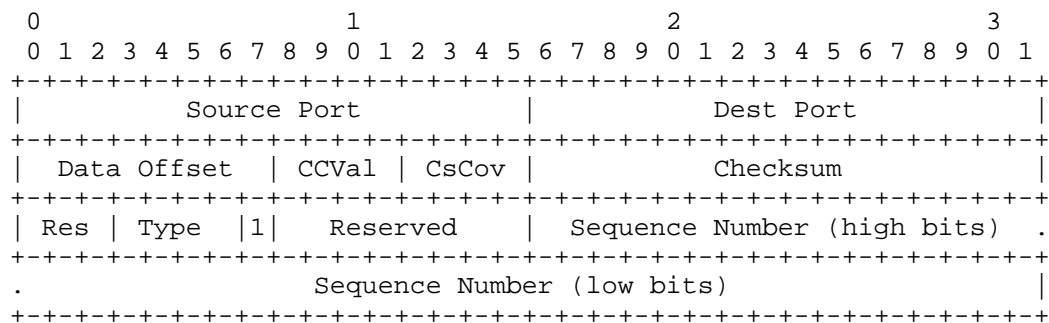 0                   1                   2                   3
 0 1 2 3 4 5 6 7 8 9 0 1 2 3 4 5 6 7 8 9 0 1 2 3 4 5 6 7 8 9 0 1
+-+-+-+-+-+-+-+-+-+-+-+-+-+-+-+-+-+-+-+-+-+-+-+-+-+-+-+-+-+-+-+-+
|          Source Port          |           Dest Port           |
+-+-+-+-+-+-+-+-+-+-+-+-+-+-+-+-+-+-+-+-+-+-+-+-+-+-+-+-+-+-+-+-+
|  Data Offset  | CCVal | CsCov |           Checksum            |
+-+-+-+-+-+-+-+-+-+-+-+-+-+-+-+-+-+-+-+-+-+-+-+-+-+-+-+-+-+-+-+-+
| Res | Type  |1|   Reserved    |  Sequence Number (high bits)  .
+-+-+-+-+-+-+-+-+-+-+-+-+-+-+-+-+-+-+-+-+-+-+-+-+-+-+-+-+-+-+-+-+
.                  Sequence Number (low bits)                   |
+-+-+-+-+-+-+-+-+-+-+-+-+-+-+-+-+-+-+-+-+-+-+-+-+-+-+-+-+-+-+-+-+